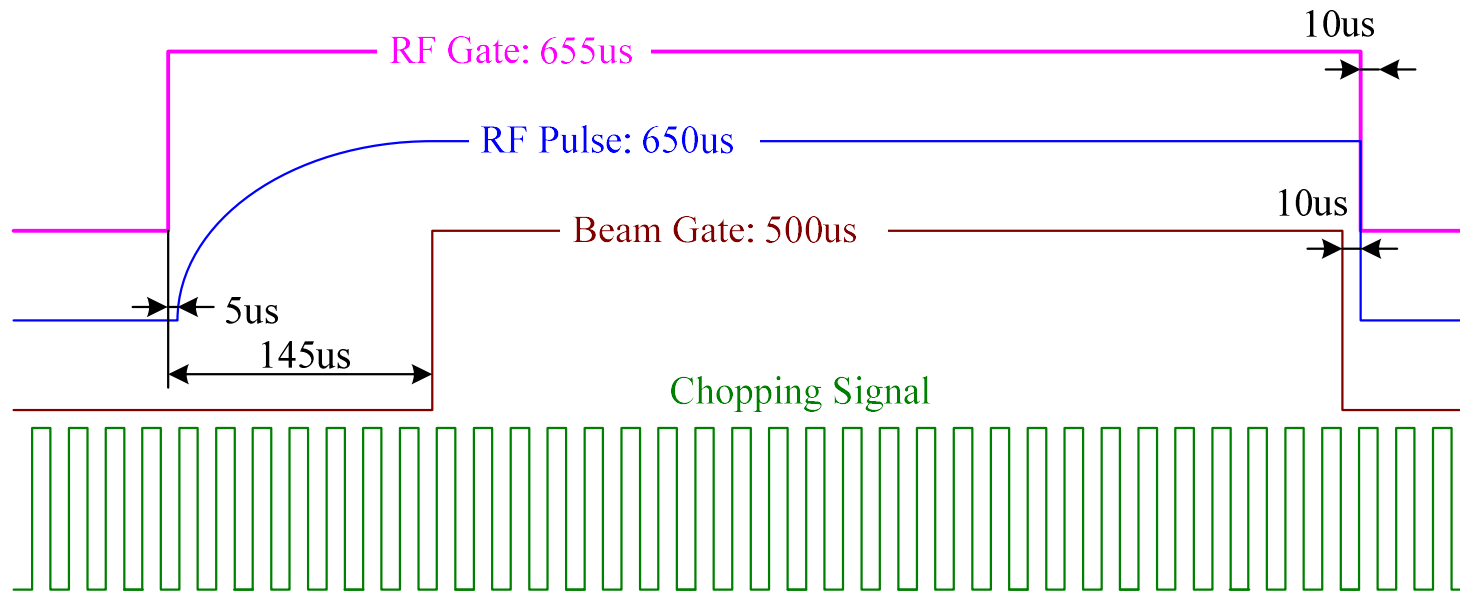 10us
RF Gate: 655us
RF Pulse: 650us
10us
Beam Gate: 500us
5us
145us
Chopping Signal